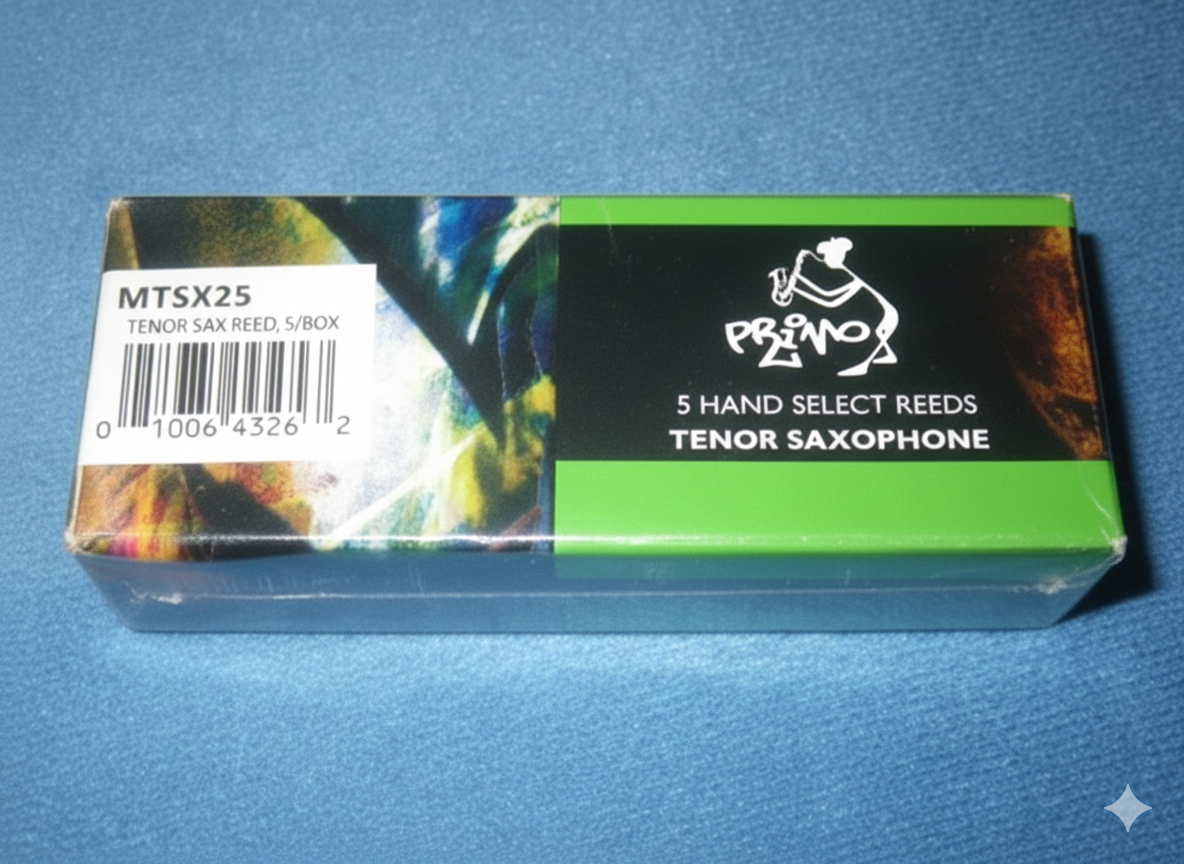 MTSX25
TENOR SAX REED, 5/BOX
0 1006 4326 2
PRiMO
5 HAND SELECT REEDS
TENOR SAXOPHONE